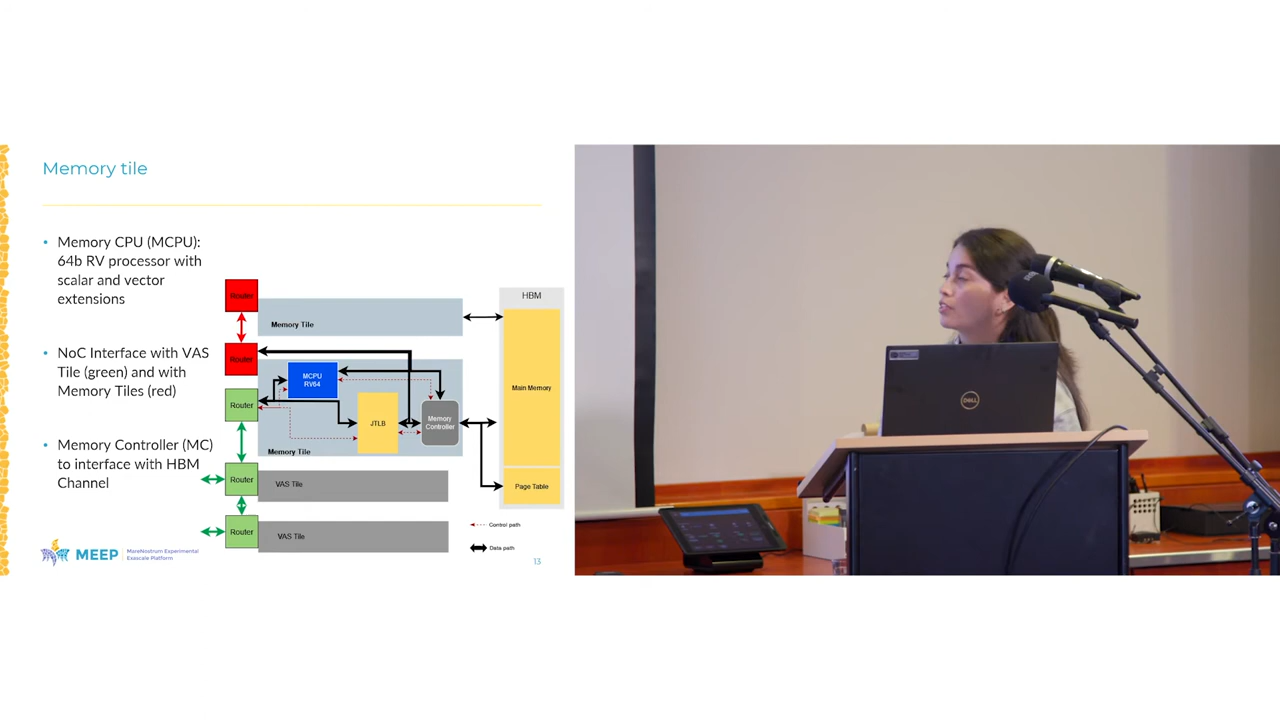 Memory tile
• Memory CPU (MCPU):
64b RV processor with
scalar and vector
extensions
• NoC Interface with VAS
Tile (green) and with
Memory Tiles (red)
• Memory Controller (MC)
to interface with HBM
Channel
Router
Memory Tile
HBM
Router
MCPU
RV64
Main Memory
Router
JTLB
Memory
Controller
Memory Tile
Router
VAS Tile
Page Table
Control path
Router
VAS Tile
Data path
MEEP
MareNostrum Experimental
Exascale Platform
13
DELL